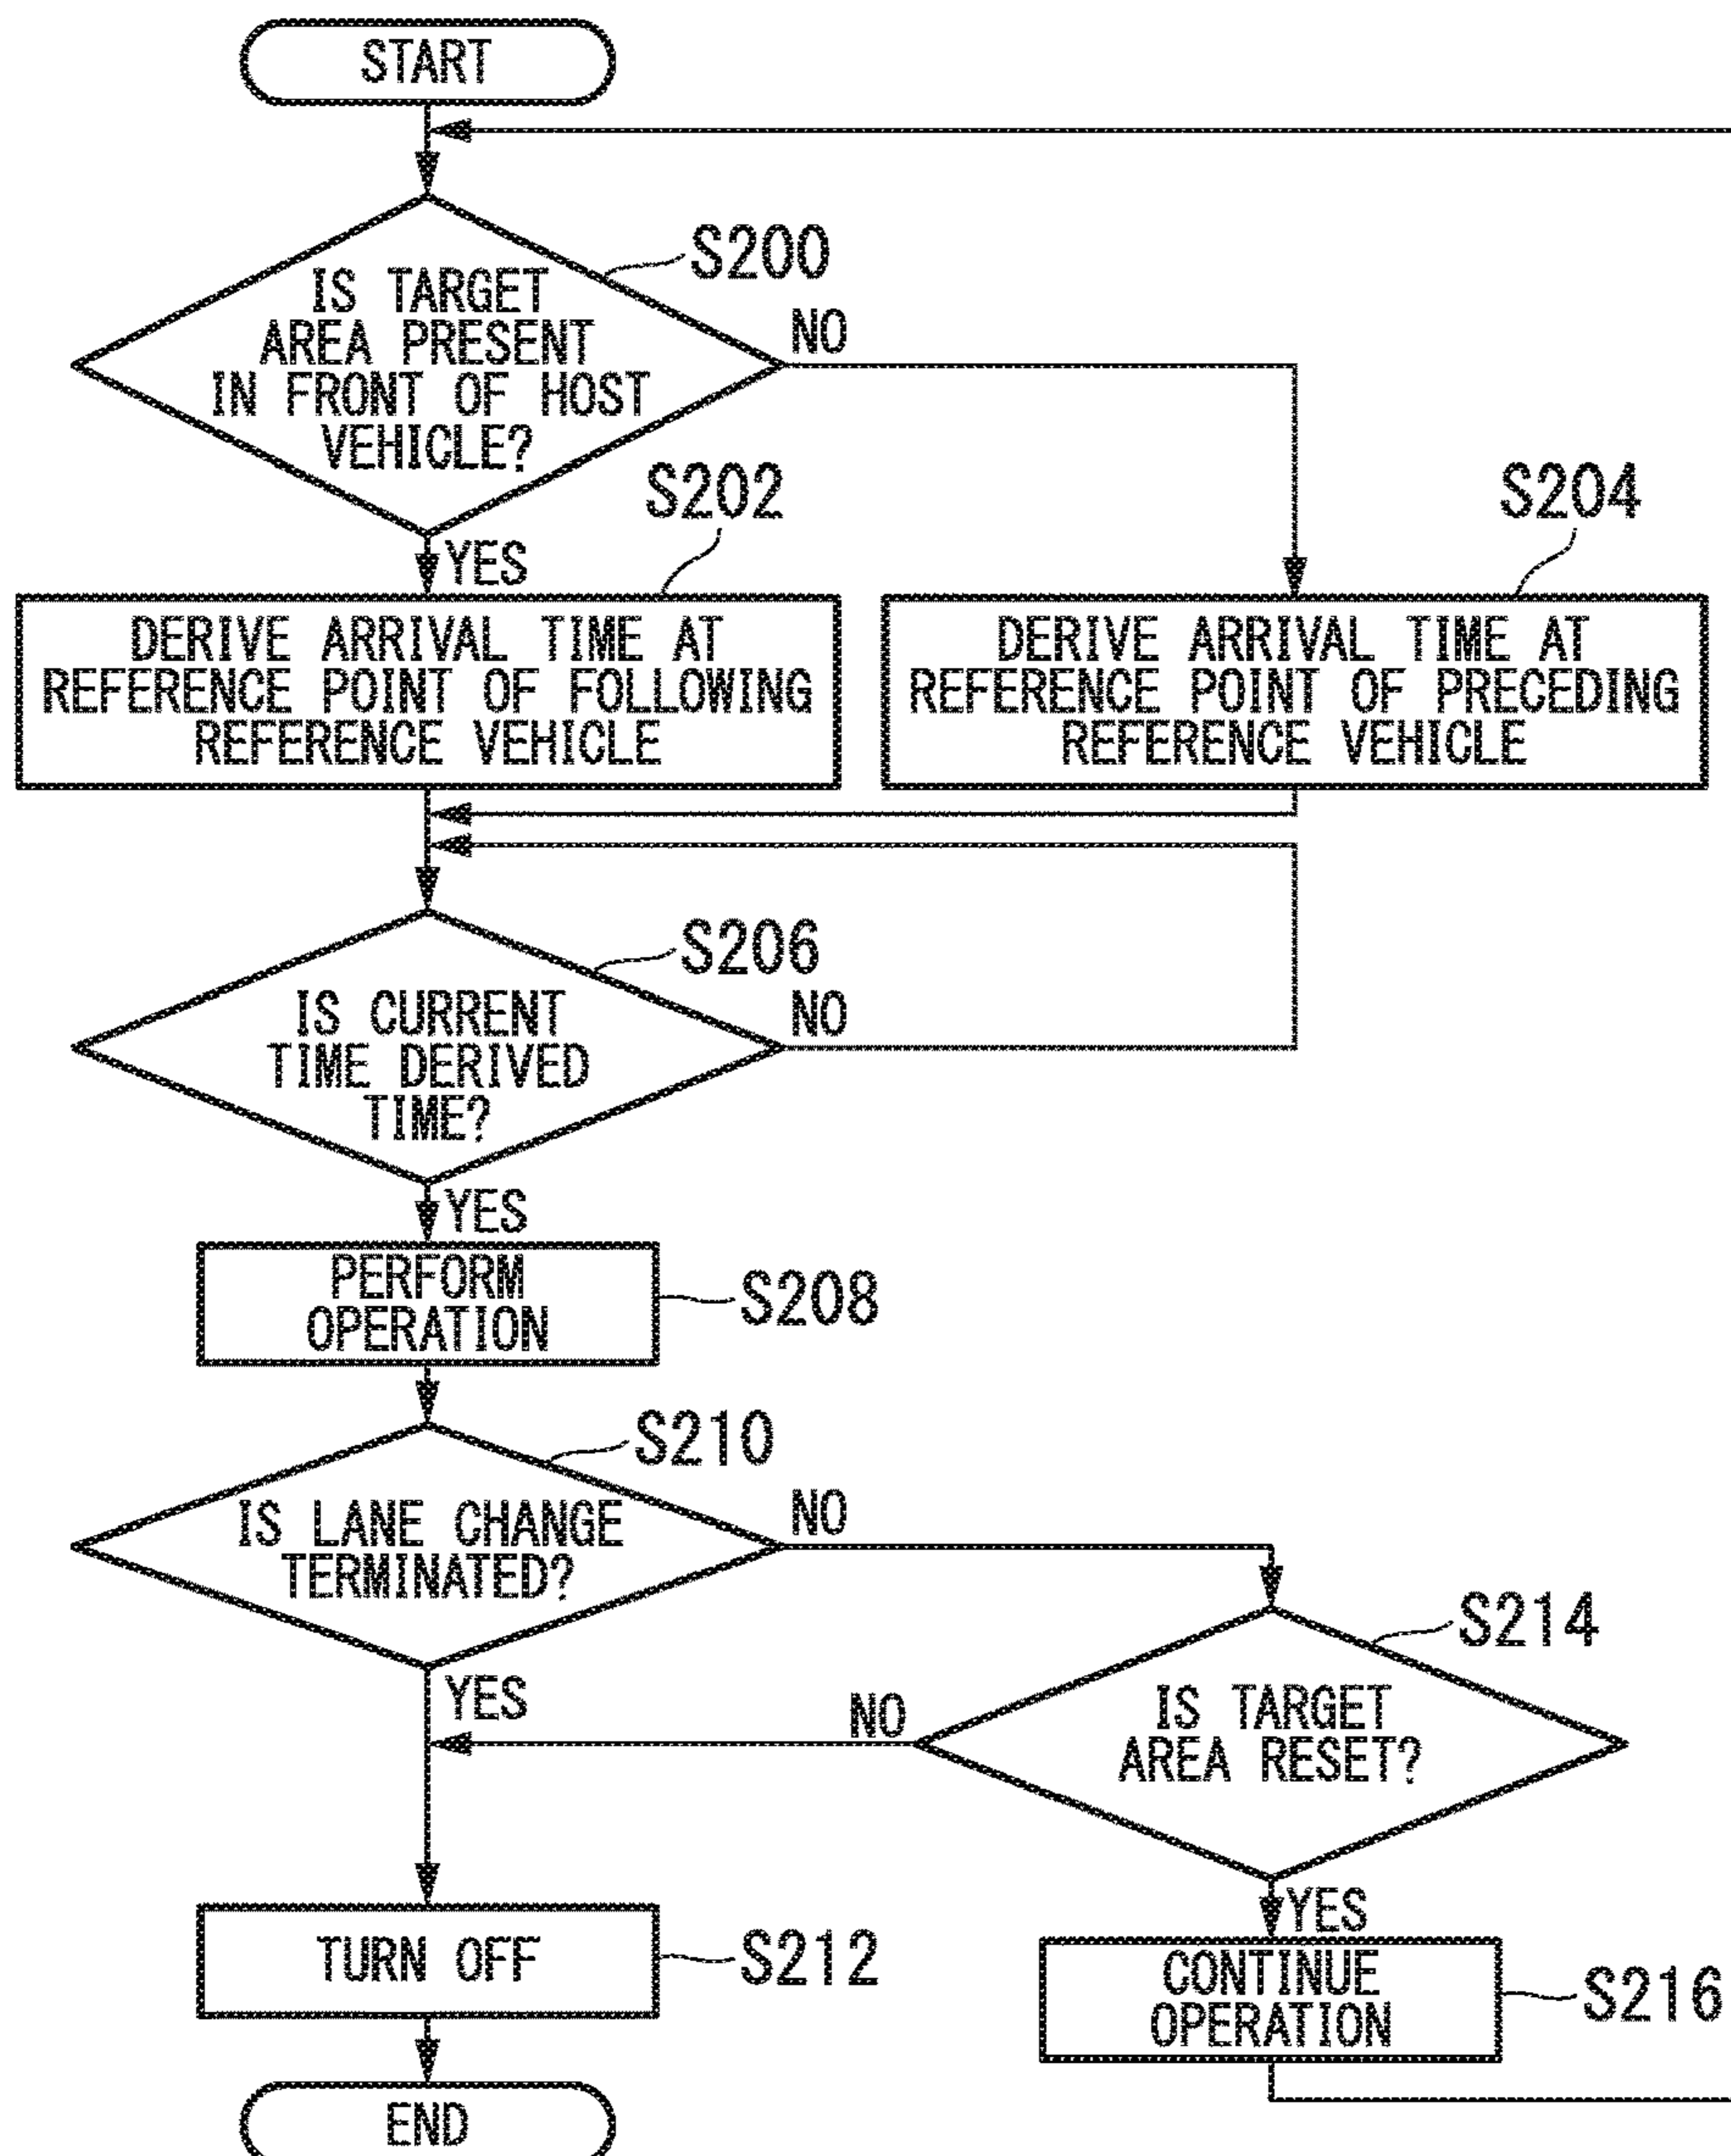 START
S200
IS TARGET
AREA PRESENT
IN FRONT OF HOST
VEHICLE?
NO
YES
S202
DERIVE ARRIVAL TIME AT
REFERENCE POINT OF FOLLOWING
REFERENCE VEHICLE
S204
DERIVE ARRIVAL TIME AT
REFERENCE POINT OF PRECEDING
REFERENCE VEHICLE
S206
IS CURRENT
TIME DERIVED
TIME?
NO
YES
PERFORM
OPERATION
S208
S210
IS LANE CHANGE
TERMINATED?
NO
YES
S214
IS TARGET
AREA RESET?
NO
YES
TURN OFF
S212
CONTINUE
OPERATION
S216
END